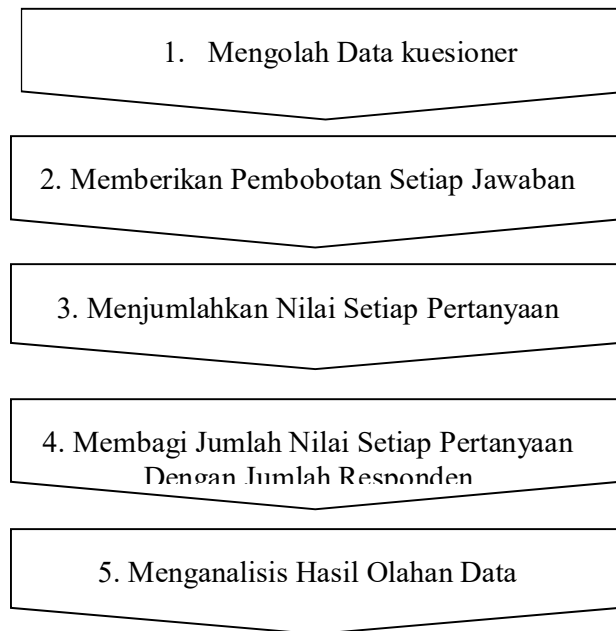 1. Mengolah Data kuesioner
2. Memberikan Pembobotan Setiap Jawaban
3. Menjumlahkan Nilai Setiap Pertanyaan
4. Membagi Jumlah Nilai Setiap Pertanyaan
Dengan Jumlah Responden
5. Menganalisis Hasil Olahan Data